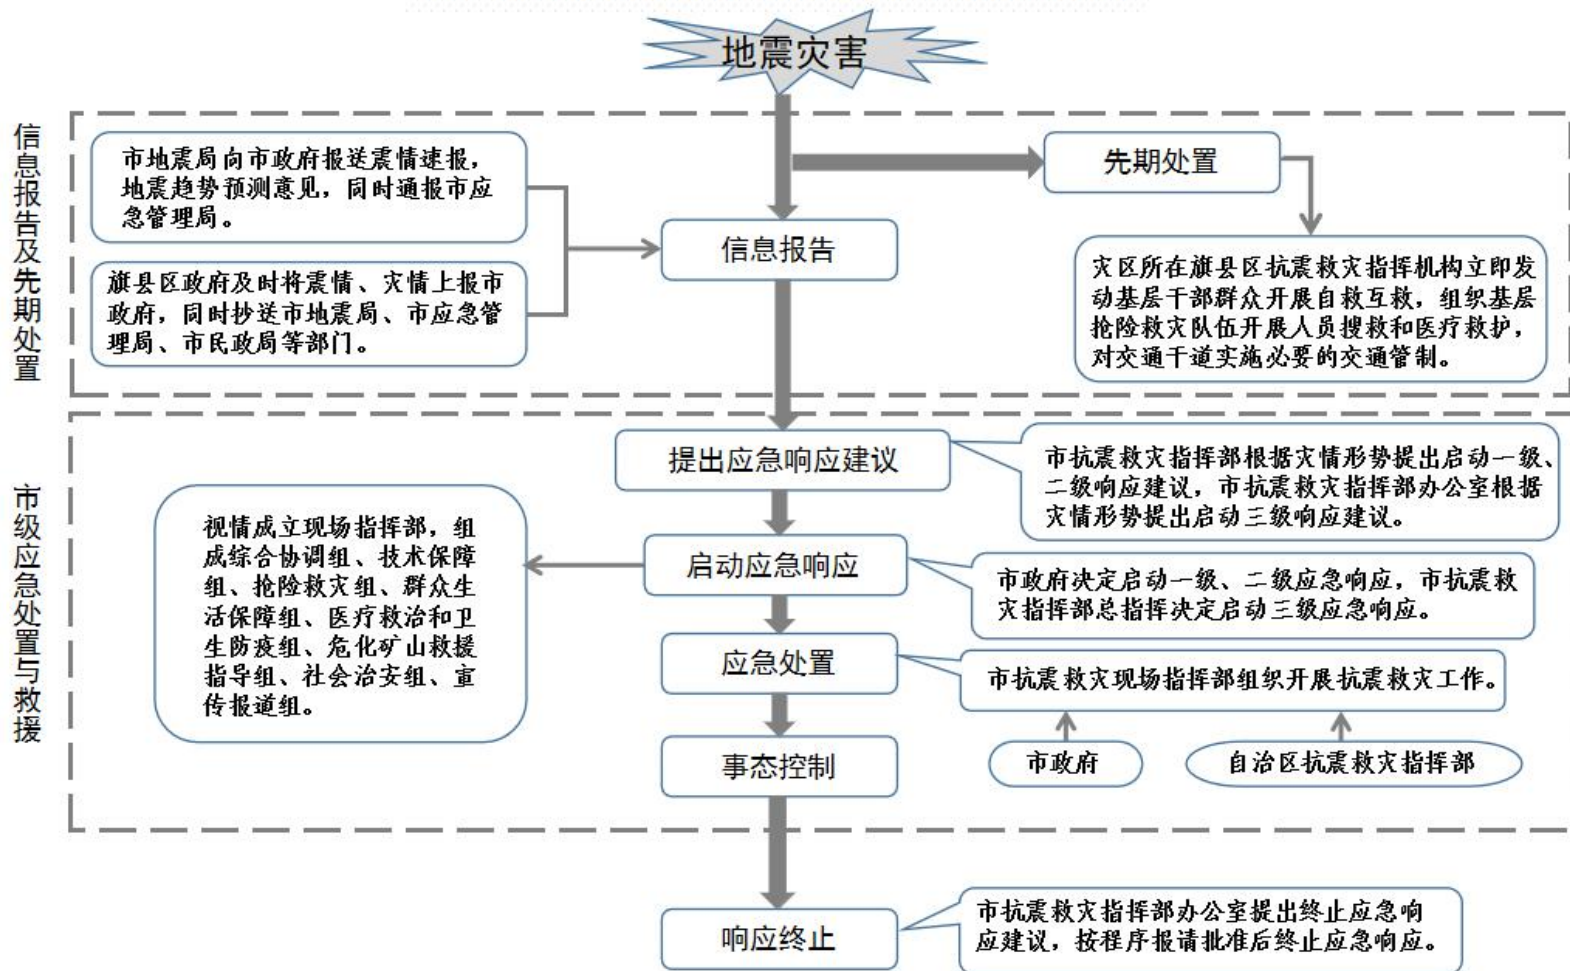 地震灾害
信息报告及先期处置
市地震局向市政府报送震情速报，
地震趋势预测意见，同时通报市应
急管理局。
旗县区政府及时将震情、灾情上报市
政府，同时抄送市地震局、市应急管
理局、市民政局等部门。
信息报告
先期处置
灾区所在旗县区抗震救灾指挥机构立即发
动基层干部群众开展自救互救，组织基层
抢险救灾队伍开展人员搜救和医疗救护，
对交通干道实施必要的交通管制。
市级应急处置与救援
提出应急响应建议
市抗震救灾指挥部根据灾情形势提出启动一级、
二级响应建议，市抗震救灾指挥部办公室根据
灾情形势提出启动三级响应建议。
视情成立现场指挥部，组
成综合协调组、技术保障
组、抢险救灾组、群众生
活保障组、医疗救治和卫
生防疫组、危化矿山救援
指导组、社会治安组、宣
传报道组。
启动应急响应
市政府决定启动一级、二级应急响应，市抗震救
灾指挥部总指挥决定启动三级应急响应。
应急处置
市抗震救灾现场指挥部组织开展抗震救灾工作。
市政府
自治区抗震救灾指挥部
事态控制
响应终止
市抗震救灾指挥部办公室提出终止应急响
应建议，按程序报请批准后终止应急响应。